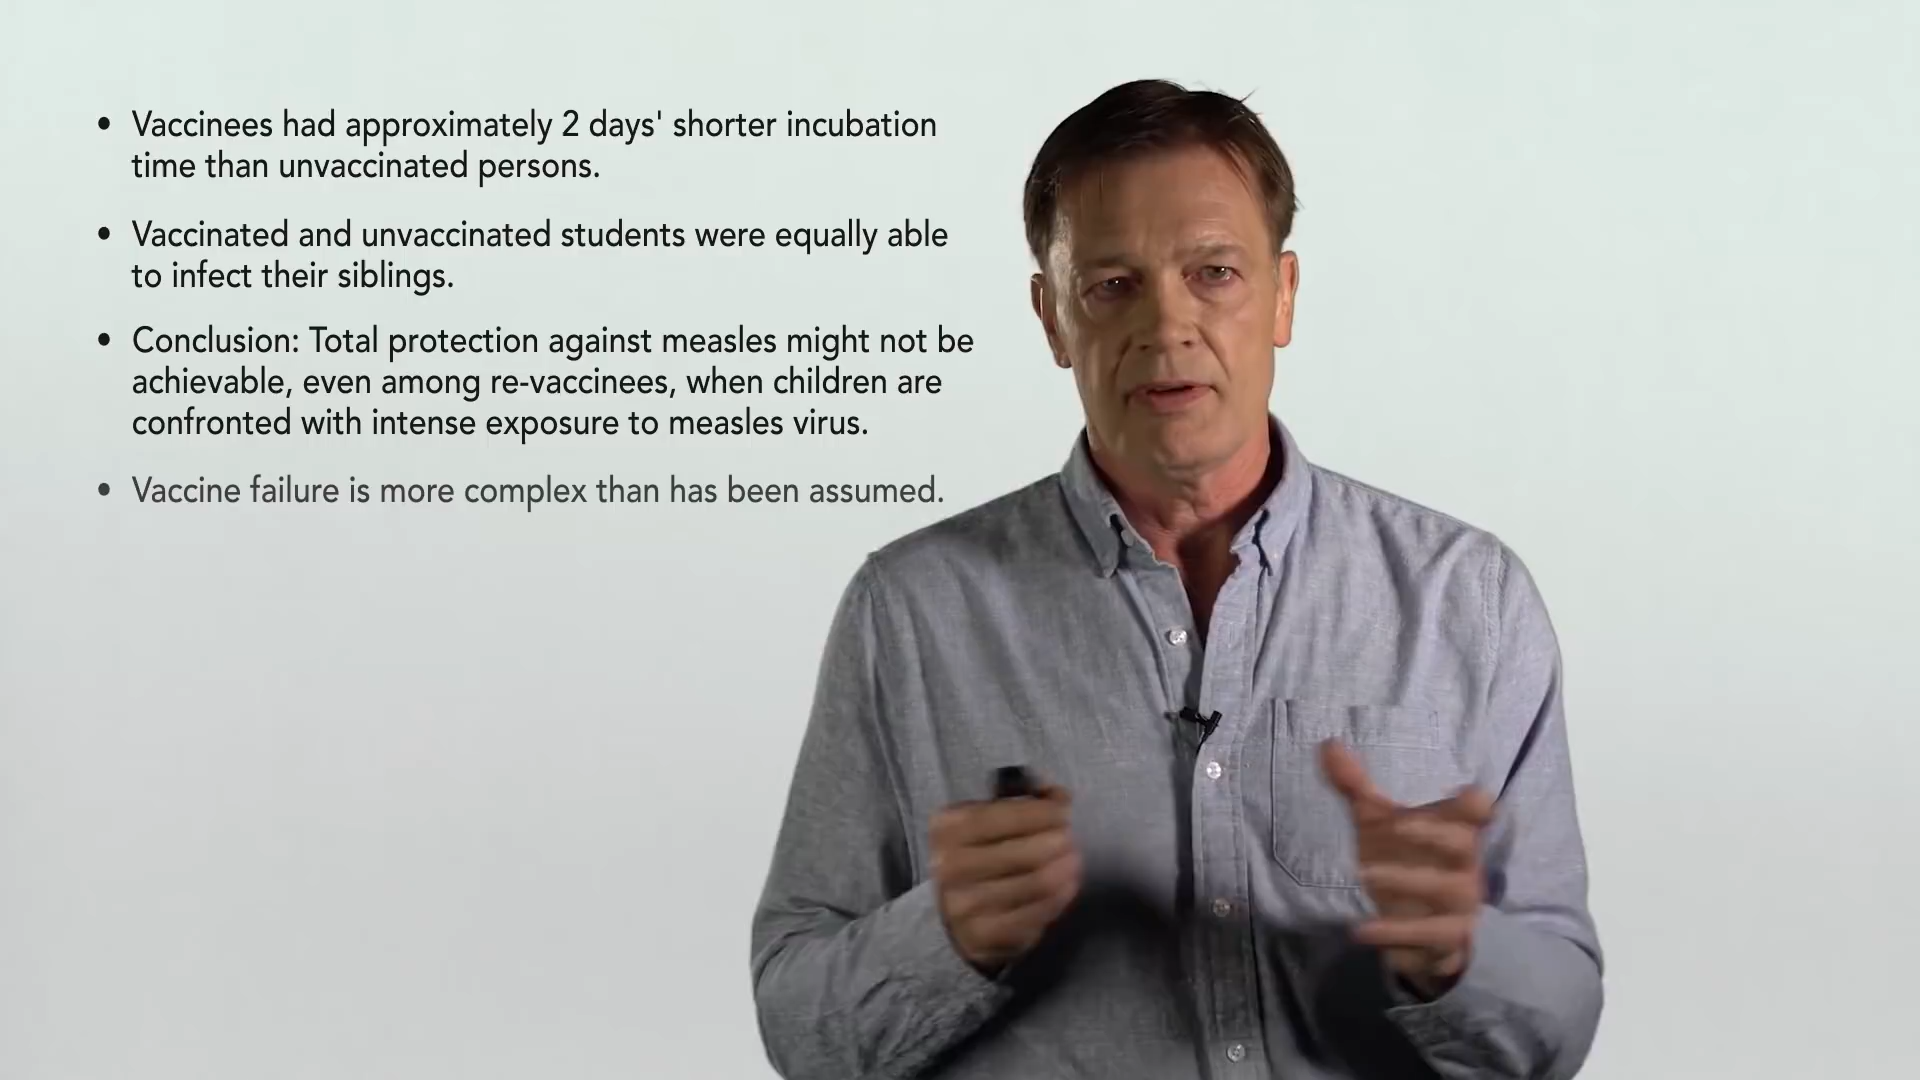 • Vaccinees had approximately 2 days' shorter incubation
time than unvaccinated persons.
• Vaccinated and unvaccinated students were equally able
to infect their siblings.
• Conclusion: Total protection against measles might not be
achievable, even among re-vaccinees, when children are
confronted with intense exposure to measles virus.
• Vaccine failure is more complex than has been assumed.